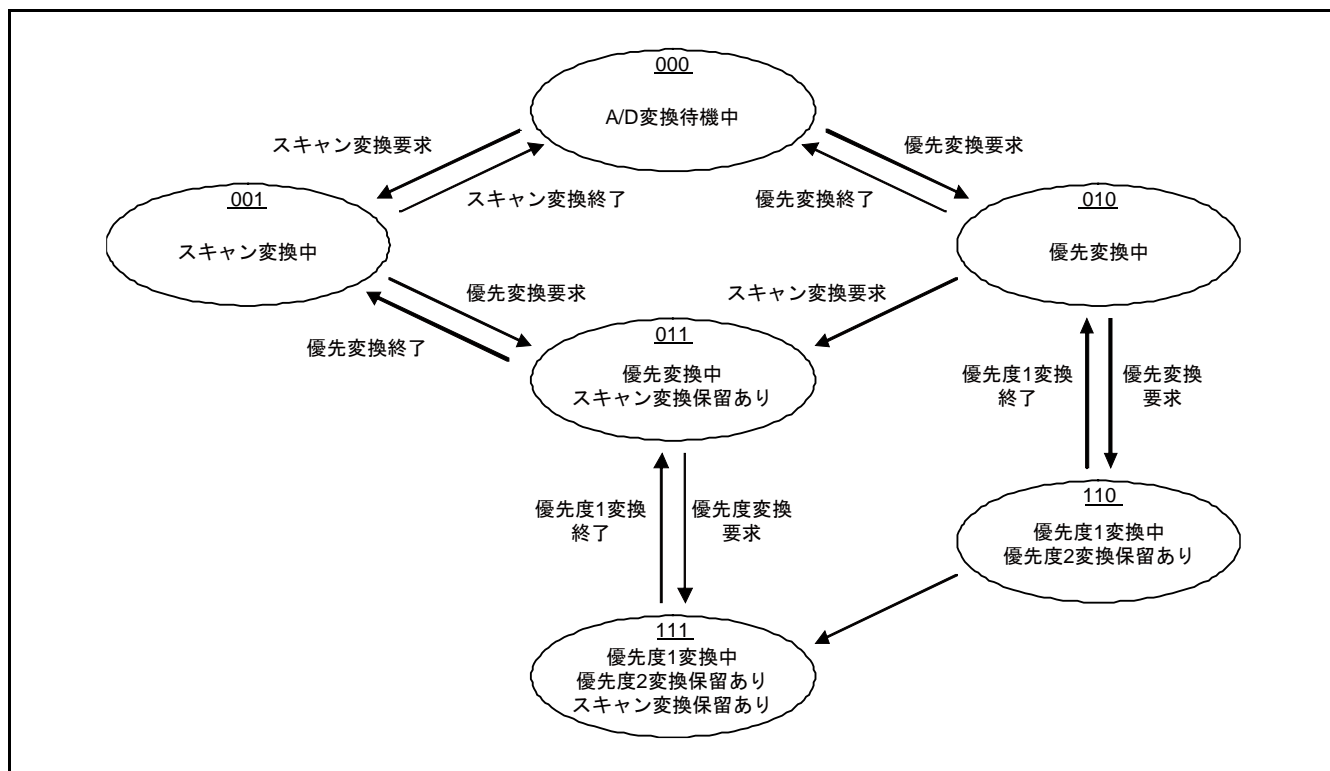 000
A/D変換待機中
スキャン変換要求
優先変換要求
スキャン変換終了
優先変換終了
001
スキャン変換中
010
優先変換中
優先変換要求
スキャン変換要求
優先変換終了
011
優先変換中
スキャン変換保留あり
優先度1変換
終了
優先変換
要求
110
優先度1変換中
優先度2変換保留あり
優先度1変換
終了
優先度変換
要求
111
優先度1変換中
優先度2変換保留あり
スキャン変換保留あり